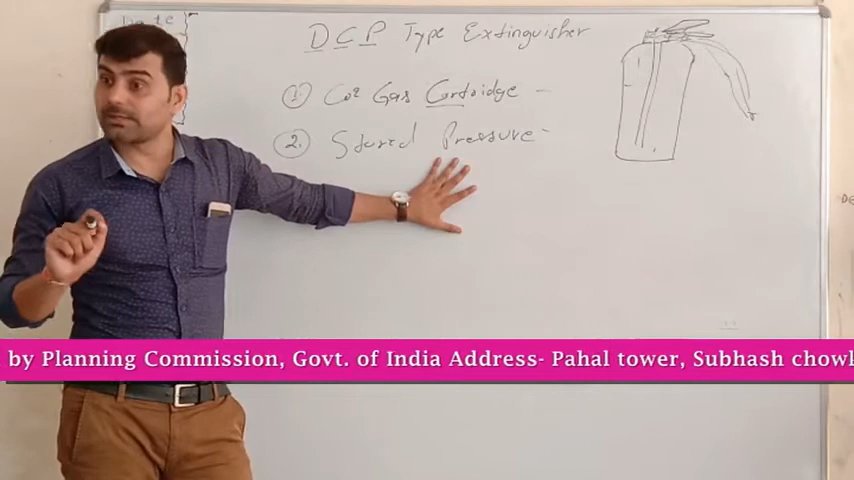 Date
D C P Type Extinguisher
1. Co2 Gas Cartridge -
2. Stored Pressure -
by Planning Commission, Govt. of India Address- Pahal tower, Subhash chowk